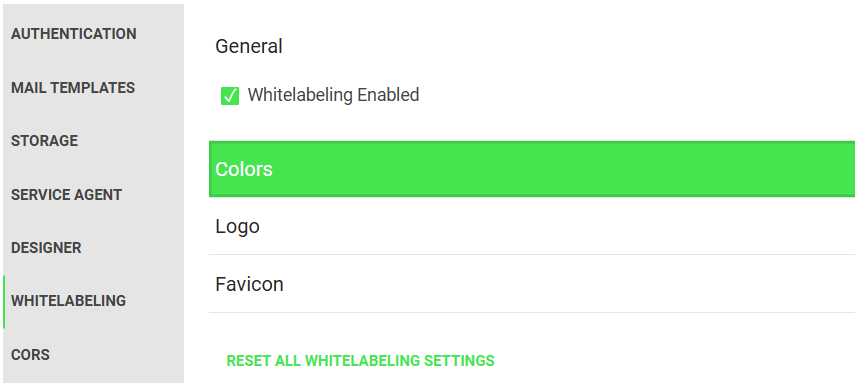 AUTHENTICATION
MAIL TEMPLATES
STORAGE
SERVICE AGENT
DESIGNER
WHITELABELING
CORS
General
Whitelabeling Enabled
Colors
Logo
Favicon
RESET ALL WHITELABELING SETTINGS